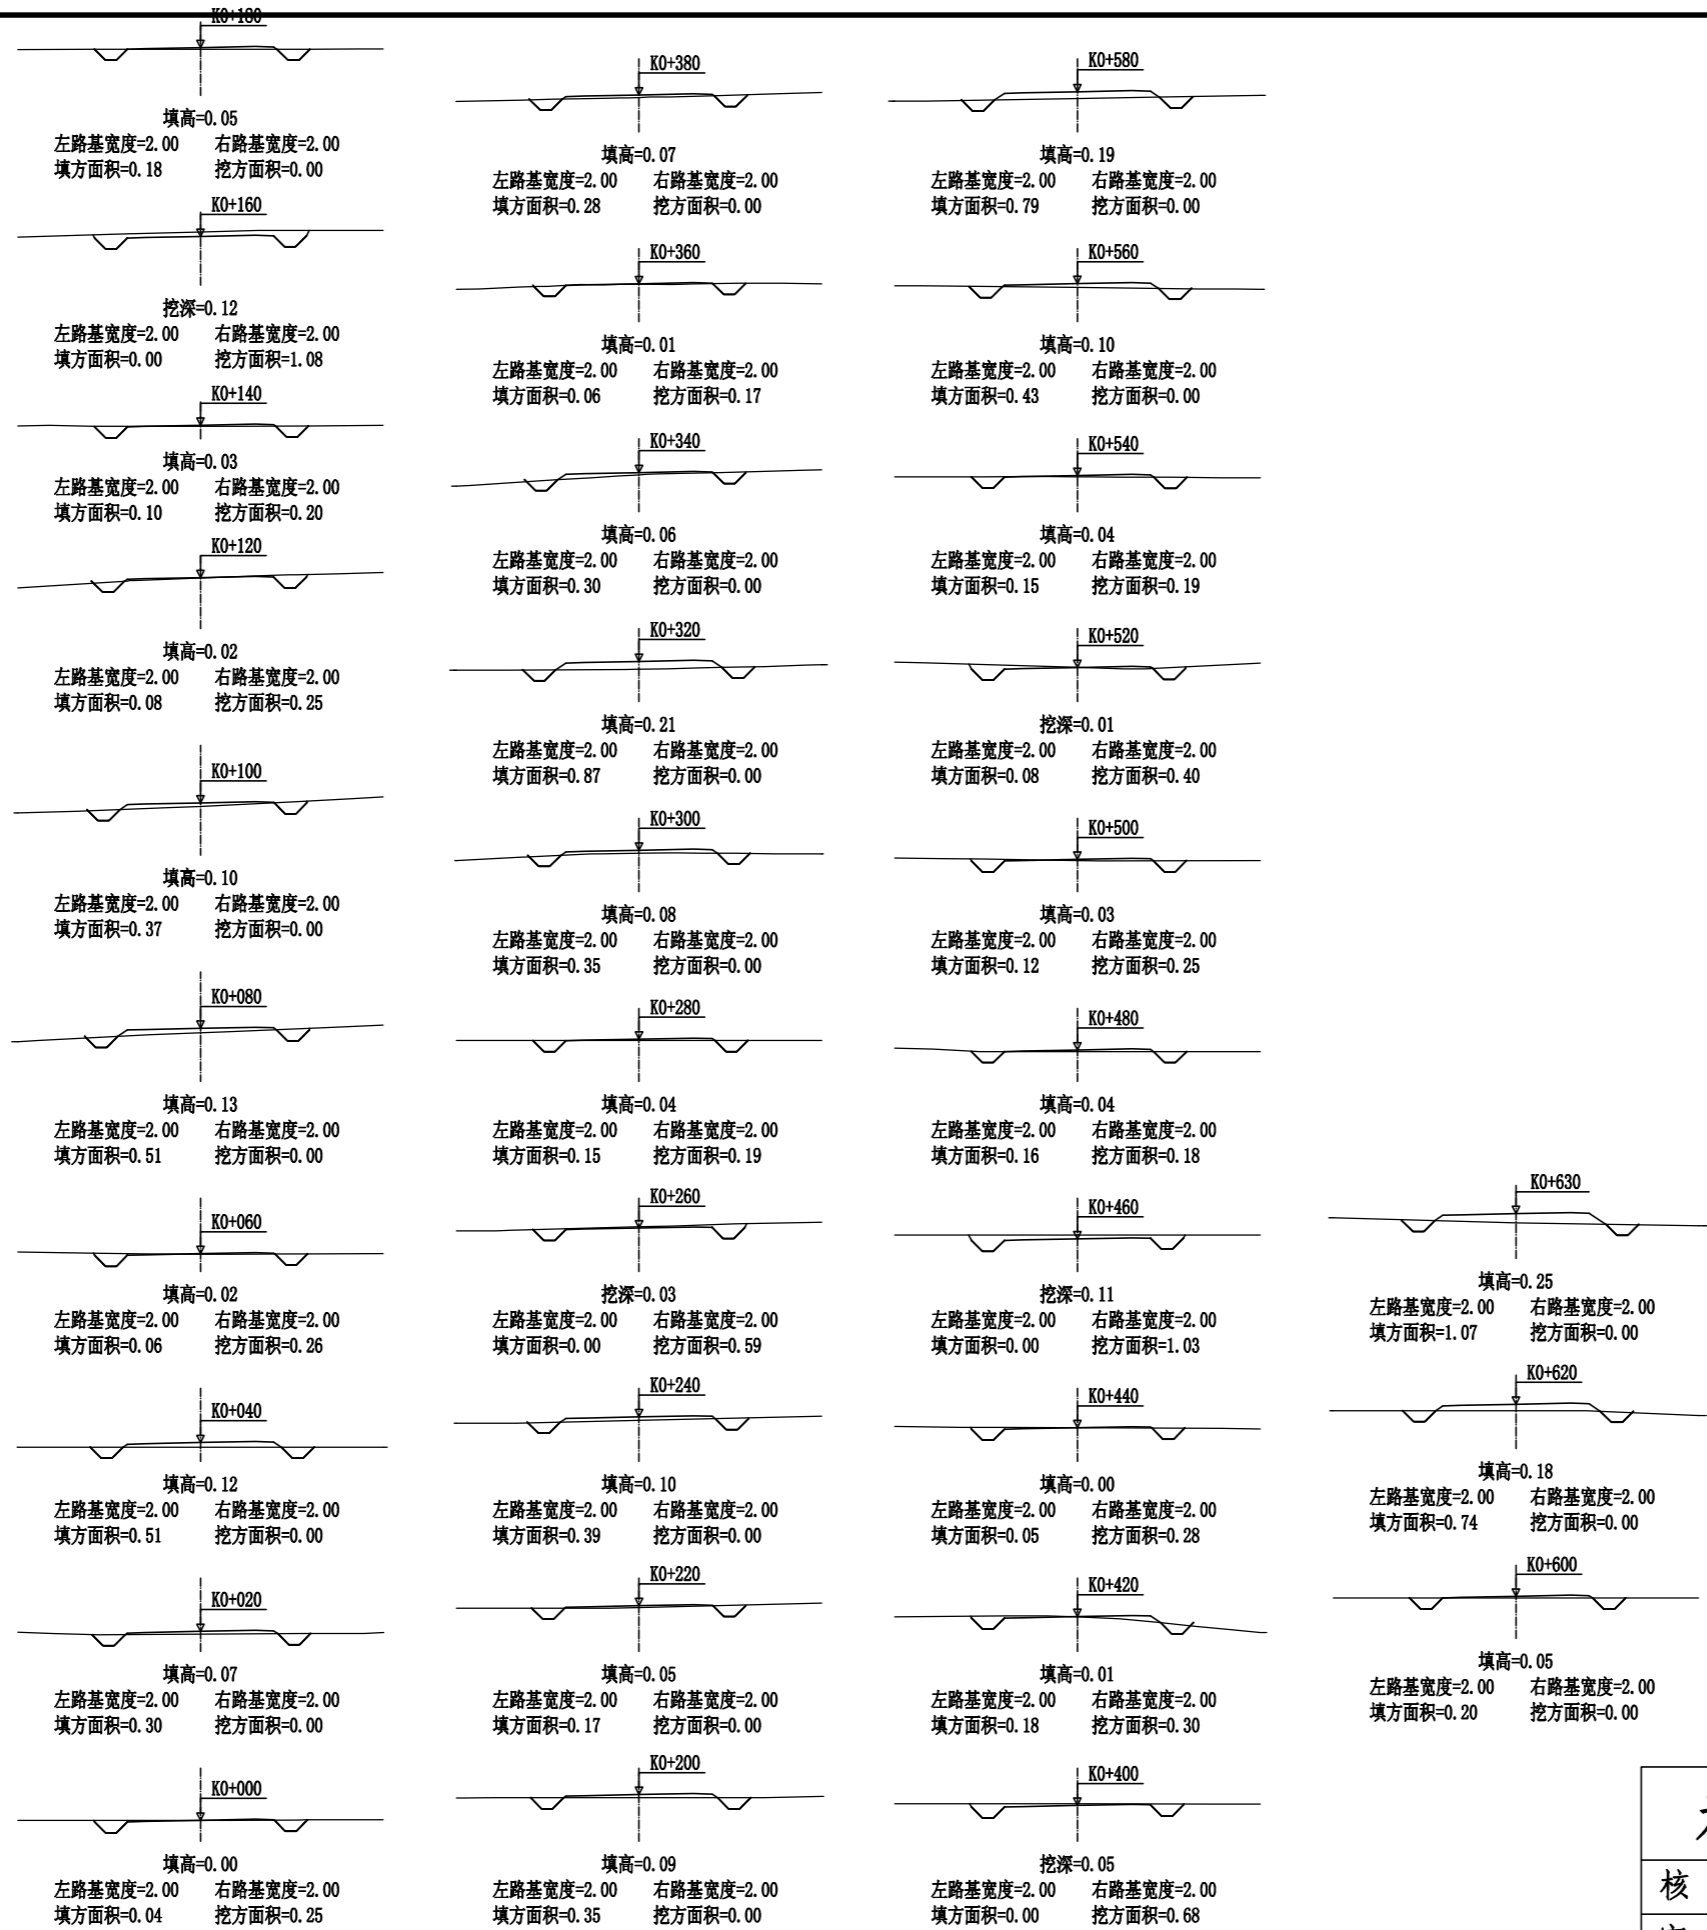 K0+180
填高=0.05
左路基宽度=2.00 右路基宽度=2.00
填方面积=0.18 挖方面积=0.00
K0+160
挖深=0.12
左路基宽度=2.00 右路基宽度=2.00
填方面积=0.00 挖方面积=1.08
K0+140
填高=0.03
左路基宽度=2.00 右路基宽度=2.00
填方面积=0.10 挖方面积=0.20
K0+120
填高=0.02
左路基宽度=2.00 右路基宽度=2.00
填方面积=0.08 挖方面积=0.25
K0+100
填高=0.10
左路基宽度=2.00 右路基宽度=2.00
填方面积=0.37 挖方面积=0.00
K0+080
填高=0.13
左路基宽度=2.00 右路基宽度=2.00
填方面积=0.51 挖方面积=0.00
K0+060
填高=0.02
左路基宽度=2.00 右路基宽度=2.00
填方面积=0.06 挖方面积=0.26
K0+040
填高=0.12
左路基宽度=2.00 右路基宽度=2.00
填方面积=0.51 挖方面积=0.00
K0+020
填高=0.07
左路基宽度=2.00 右路基宽度=2.00
填方面积=0.30 挖方面积=0.00
K0+000
填高=0.00
左路基宽度=2.00 右路基宽度=2.00
填方面积=0.04 挖方面积=0.25
K0+380
填高=0.07
左路基宽度=2.00 右路基宽度=2.00
填方面积=0.28 挖方面积=0.00
K0+360
填高=0.01
左路基宽度=2.00 右路基宽度=2.00
填方面积=0.06 挖方面积=0.17
K0+340
填高=0.06
左路基宽度=2.00 右路基宽度=2.00
填方面积=0.30 挖方面积=0.00
K0+320
填高=0.21
左路基宽度=2.00 右路基宽度=2.00
填方面积=0.87 挖方面积=0.00
K0+300
填高=0.08
左路基宽度=2.00 右路基宽度=2.00
填方面积=0.35 挖方面积=0.00
K0+280
填高=0.04
左路基宽度=2.00 右路基宽度=2.00
填方面积=0.15 挖方面积=0.19
K0+260
挖深=0.03
左路基宽度=2.00 右路基宽度=2.00
填方面积=0.00 挖方面积=0.59
K0+240
填高=0.10
左路基宽度=2.00 右路基宽度=2.00
填方面积=0.39 挖方面积=0.00
K0+220
填高=0.05
左路基宽度=2.00 右路基宽度=2.00
填方面积=0.17 挖方面积=0.00
K0+200
填高=0.09
左路基宽度=2.00 右路基宽度=2.00
填方面积=0.35 挖方面积=0.00
K0+580
填高=0.19
左路基宽度=2.00 右路基宽度=2.00
填方面积=0.79 挖方面积=0.00
K0+560
填高=0.10
左路基宽度=2.00 右路基宽度=2.00
填方面积=0.43 挖方面积=0.00
K0+540
填高=0.04
左路基宽度=2.00 右路基宽度=2.00
填方面积=0.15 挖方面积=0.19
K0+520
挖深=0.01
左路基宽度=2.00 右路基宽度=2.00
填方面积=0.08 挖方面积=0.40
K0+500
填高=0.03
左路基宽度=2.00 右路基宽度=2.00
填方面积=0.12 挖方面积=0.25
K0+480
填高=0.04
左路基宽度=2.00 右路基宽度=2.00
填方面积=0.16 挖方面积=0.18
K0+460
挖深=0.11
左路基宽度=2.00 右路基宽度=2.00
填方面积=0.00 挖方面积=1.03
K0+440
填高=0.00
左路基宽度=2.00 右路基宽度=2.00
填方面积=0.05 挖方面积=0.28
K0+420
填高=0.01
左路基宽度=2.00 右路基宽度=2.00
填方面积=0.18 挖方面积=0.30
K0+400
挖深=0.05
左路基宽度=2.00 右路基宽度=2.00
填方面积=0.00 挖方面积=0.68
K0+630
填高=0.25
左路基宽度=2.00 右路基宽度=2.00
填方面积=1.07 挖方面积=0.00
K0+620
填高=0.18
左路基宽度=2.00 右路基宽度=2.00
填方面积=0.74 挖方面积=0.00
K0+600
填高=0.05
左路基宽度=2.00 右路基宽度=2.00
填方面积=0.20 挖方面积=0.00
核